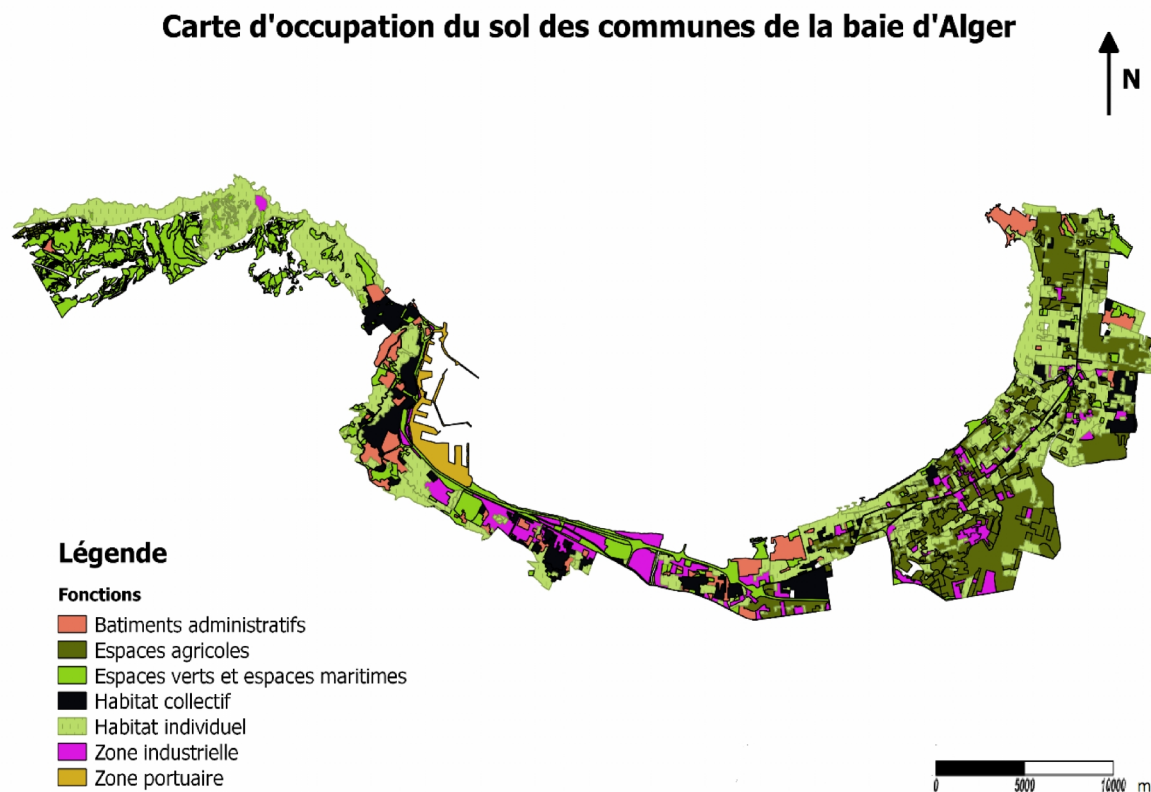 Carte d'occupation du sol des communes de la baie d'Alger
N
Légende
Fonctions
Batiments administratifs
Espaces agricoles
Espaces verts et espaces maritimes
Habitat collectif
Habitat individuel
Zone industrielle
Zone portuaire
0 5000 10000 m